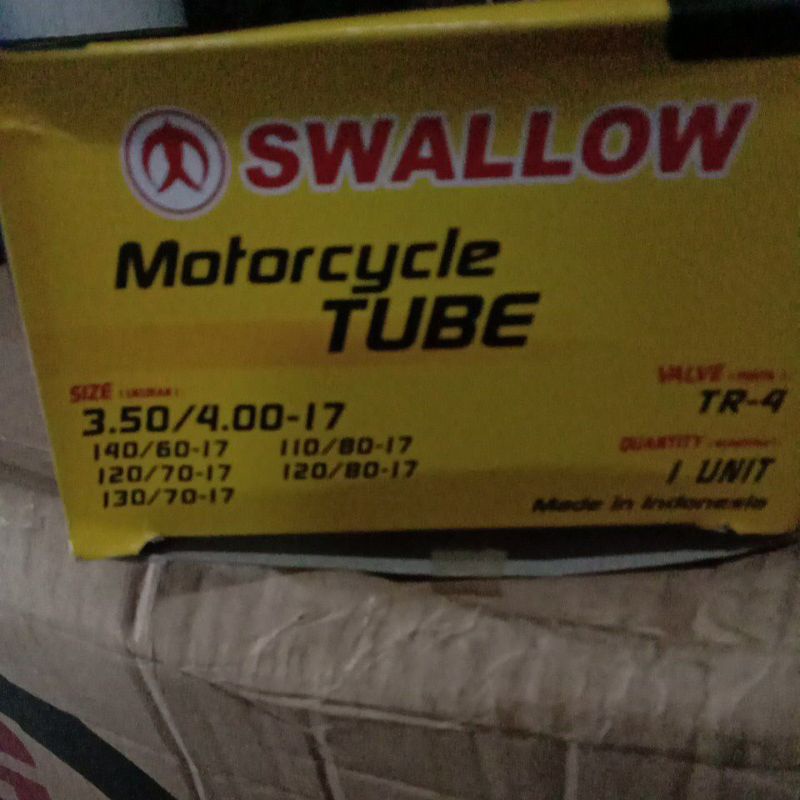 SWALLOW
Motorcycle
TUBE
SIZE (UKURAN)
3.50/4.00-17
140/60-17 110/80-17
120/70-17 120/80-17
130/70-17
VALVE
TR-4
QUANTITY
1 UNIT
Made in Indonesia